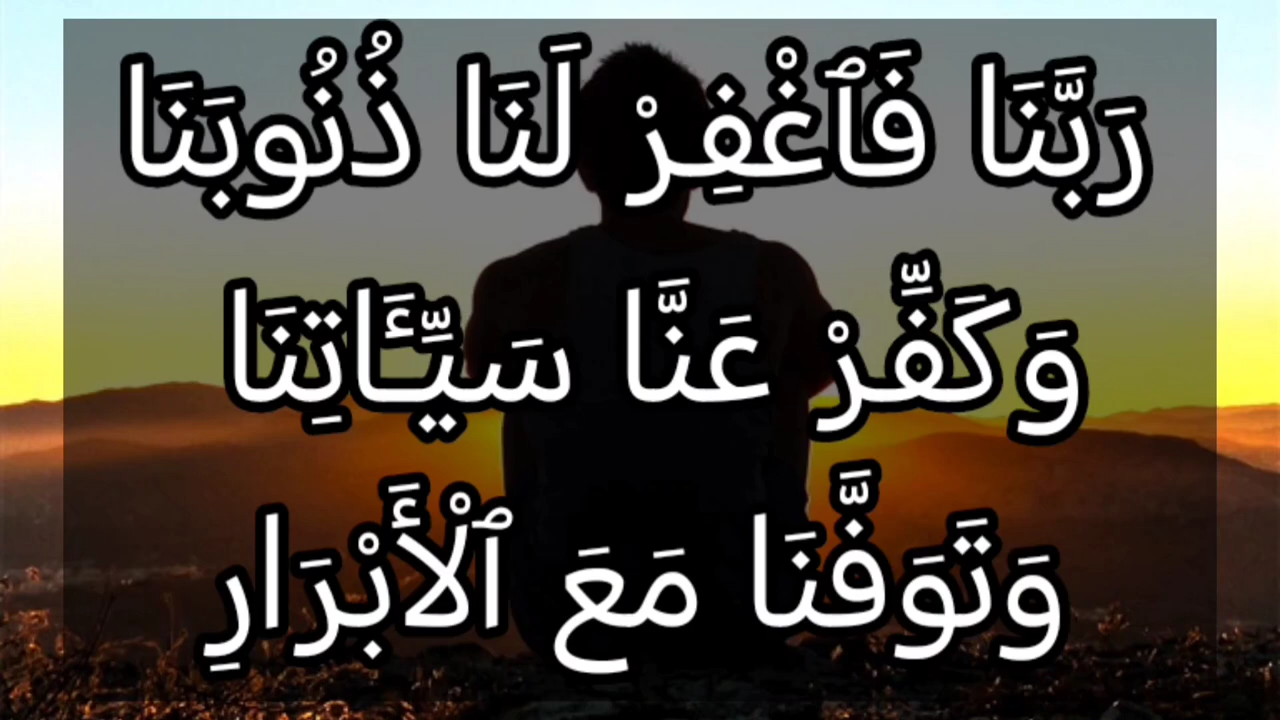 رَبَّنَا فَٱغْفِرْ لَنَا ذُنُوبَنَا
وَكَفِّرْ عَنَّا سَيِّـَٔاتِنَا
وَتَوَفَّنَا مَعَ ٱلْأَبْرَارِ